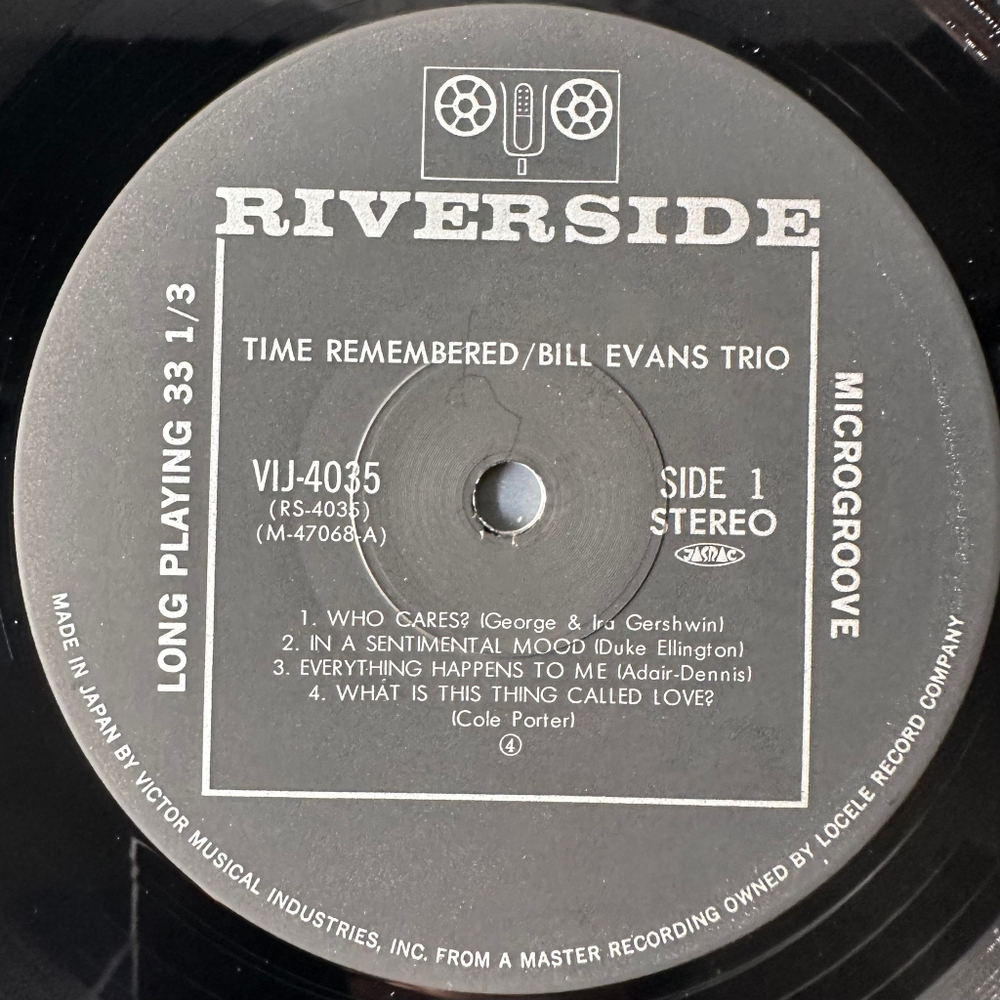 RIVERSIDE
LONG PLAYING 33 1/3
TIME REMEMBERED/BILL EVANS TRIO
VIJ-4035
(RS-4035)
(M-47068-A)
SIDE 1
STEREO
JASRAC
MICROGROOVE
1. WHO CARES? (George & Ira Gershwin)
2. IN A SENTIMENTAL MOOD (Duke Ellington)
3. EVERYTHING HAPPENS TO ME (Adair-Dennis)
4. WHAT IS THIS THING CALLED LOVE?
(Cole Porter)
④
MADE IN JAPAN BY VICTOR MUSICAL INDUSTRIES, INC. FROM A MASTER RECORDING OWNED BY LOCELE RECORD COMPANY